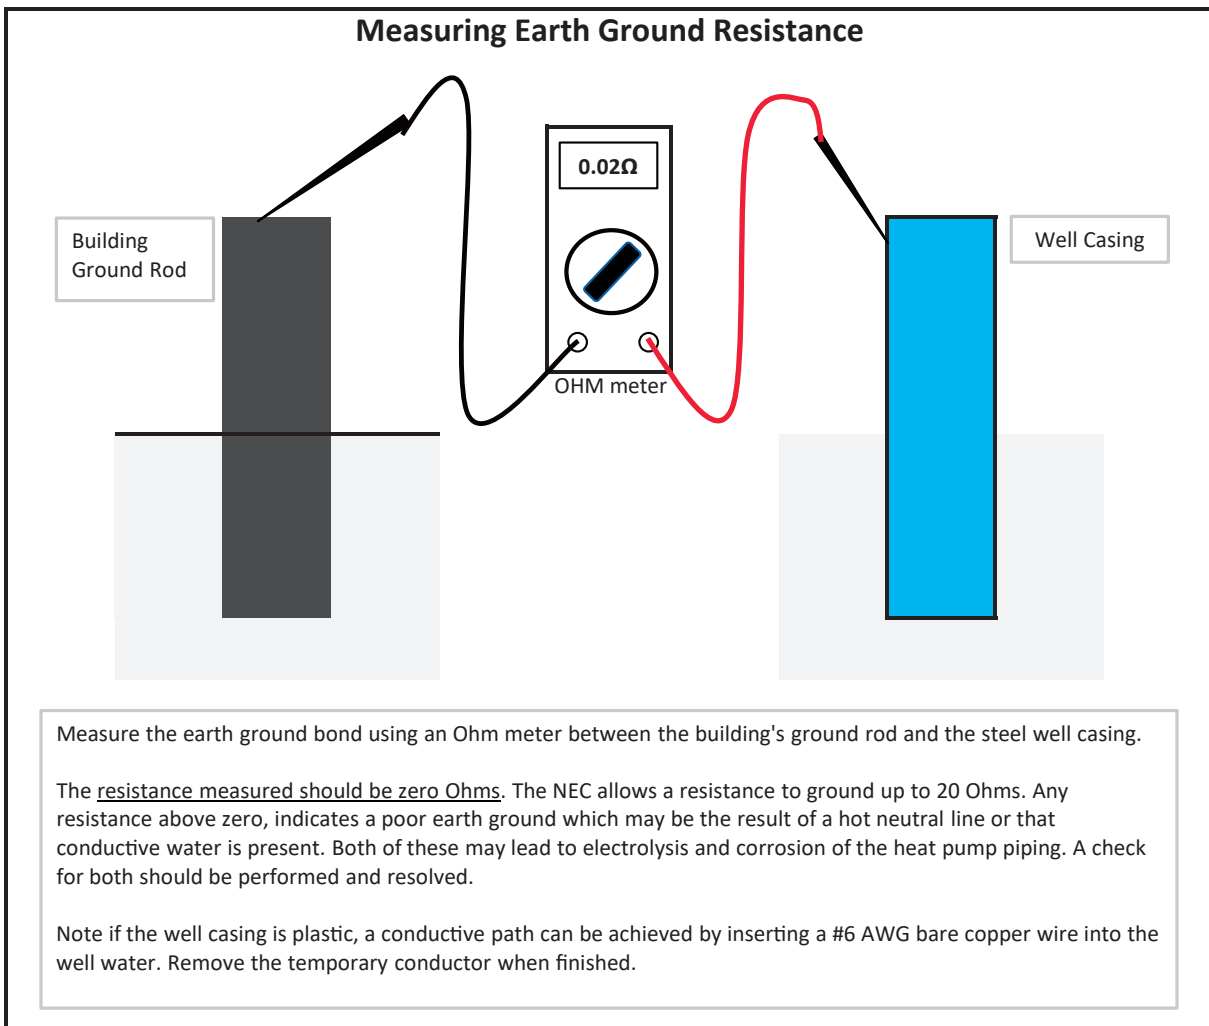 Measuring Earth Ground Resistance
0.02Ω
Building
Ground Rod
Well Casing
OHM meter
Measure the earth ground bond using an Ohm meter between the building's ground rod and the steel well casing.
The resistance measured should be zero Ohms. The NEC allows a resistance to ground up to 20 Ohms. Any
resistance above zero, indicates a poor earth ground which may be the result of a hot neutral line or that
conductive water is present. Both of these may lead to electrolysis and corrosion of the heat pump piping. A check
for both should be performed and resolved.
Note if the well casing is plastic, a conductive path can be achieved by inserting a #6 AWG bare copper wire into the
well water. Remove the temporary conductor when finished.